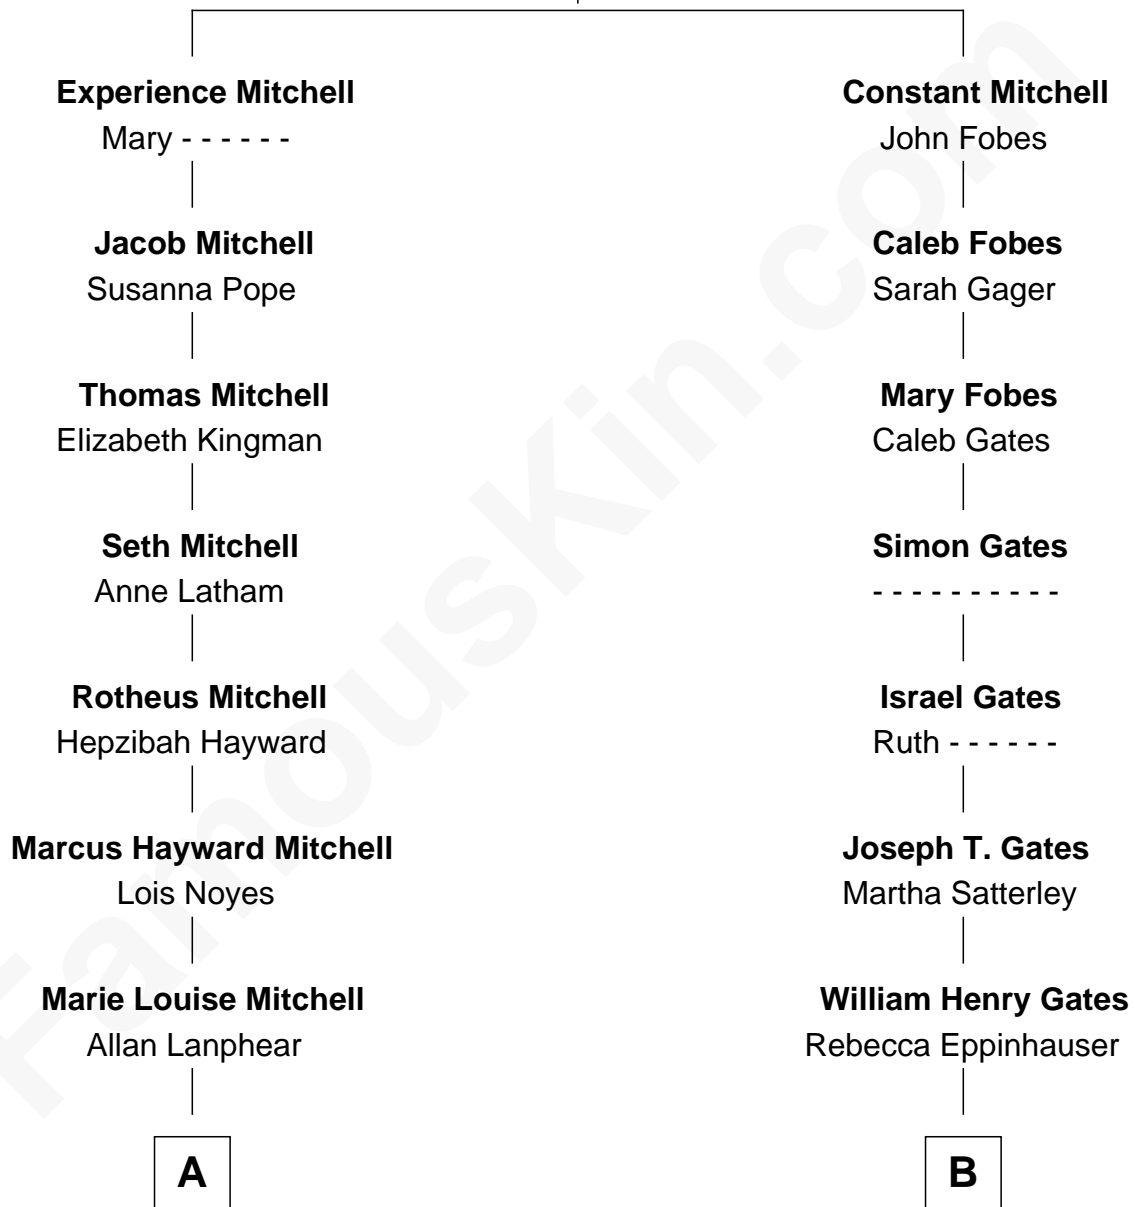 Experience Mitchell
Mary - - - - - -
Constant Mitchell
John Fobes
Jacob Mitchell
Susanna Pope
Caleb Fobes
Sarah Gager
Thomas Mitchell
Elizabeth Kingman
Mary Fobes
Caleb Gates
Seth Mitchell
Anne Latham
Simon Gates
- - - - - - - - - -
Rotheus Mitchell
Hepzibah Hayward
Israel Gates
Ruth - - - - - -
Marcus Hayward Mitchell
Lois Noyes
Joseph T. Gates
Martha Satterley
Marie Louise Mitchell
Allan Lanphear
William Henry Gates
Rebecca Eppinhauser
A
B
FamousKin.com